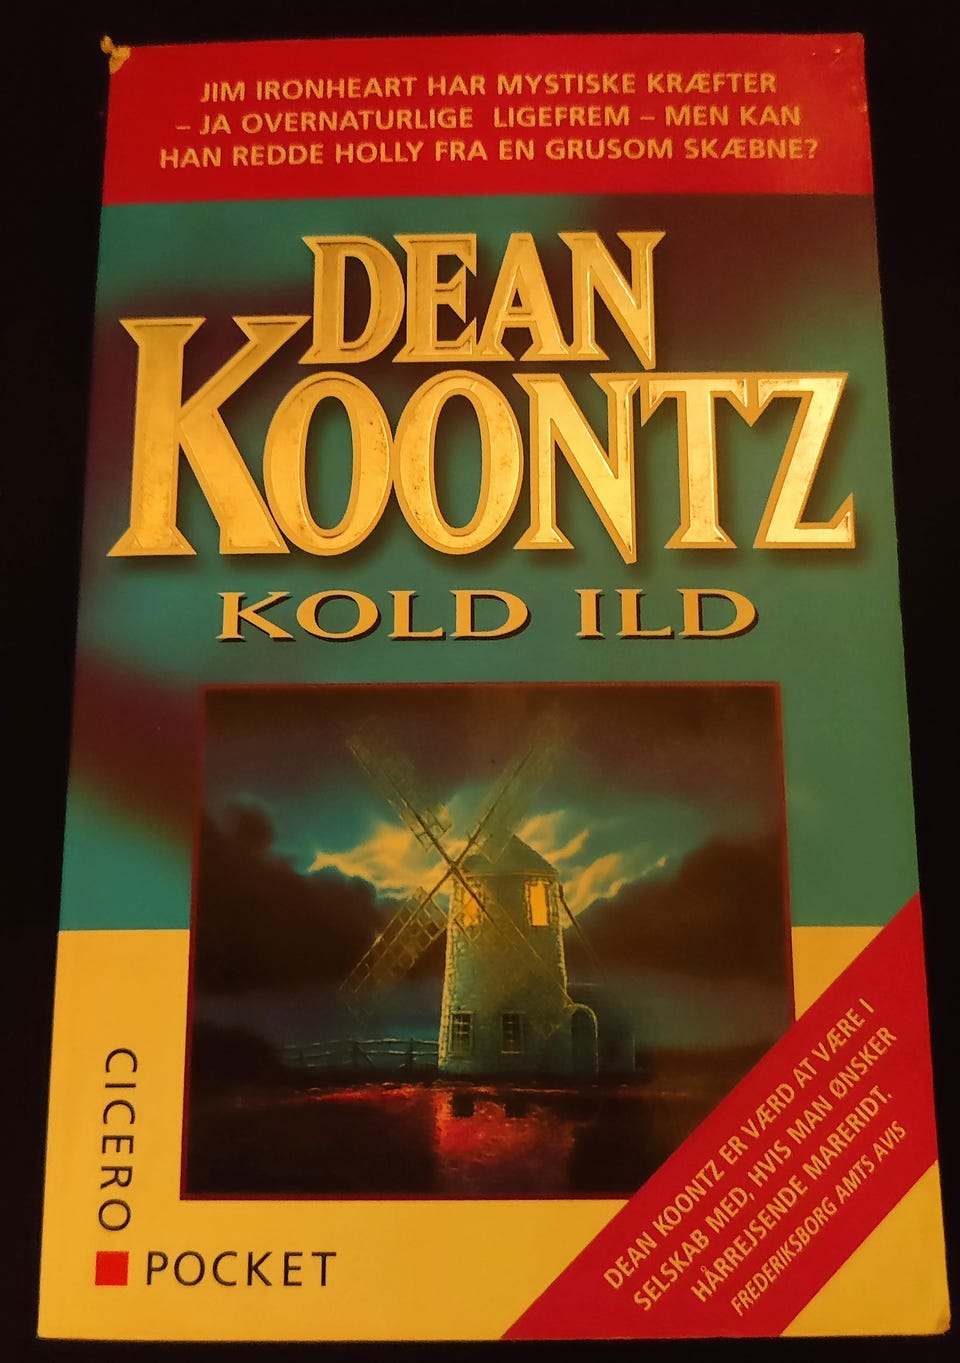 JIM IRONHEART HAR MYSTISKE KRÆFTER
– JA OVERNATURLIGE LIGEFREM – MEN KAN
HAN REDDE HOLLY FRA EN GRUSOM SKÆBNE?
DEAN
KOONTZ
KOLD ILD
CICERO
POCKET
DEAN KOONTZ ER VÆRD AT VÆRE I
SELSKAB MED, HVIS MAN ØNSKER
HÅRREJSENDE MARERIDT.
FREDERIKSBORG AMTS AVIS